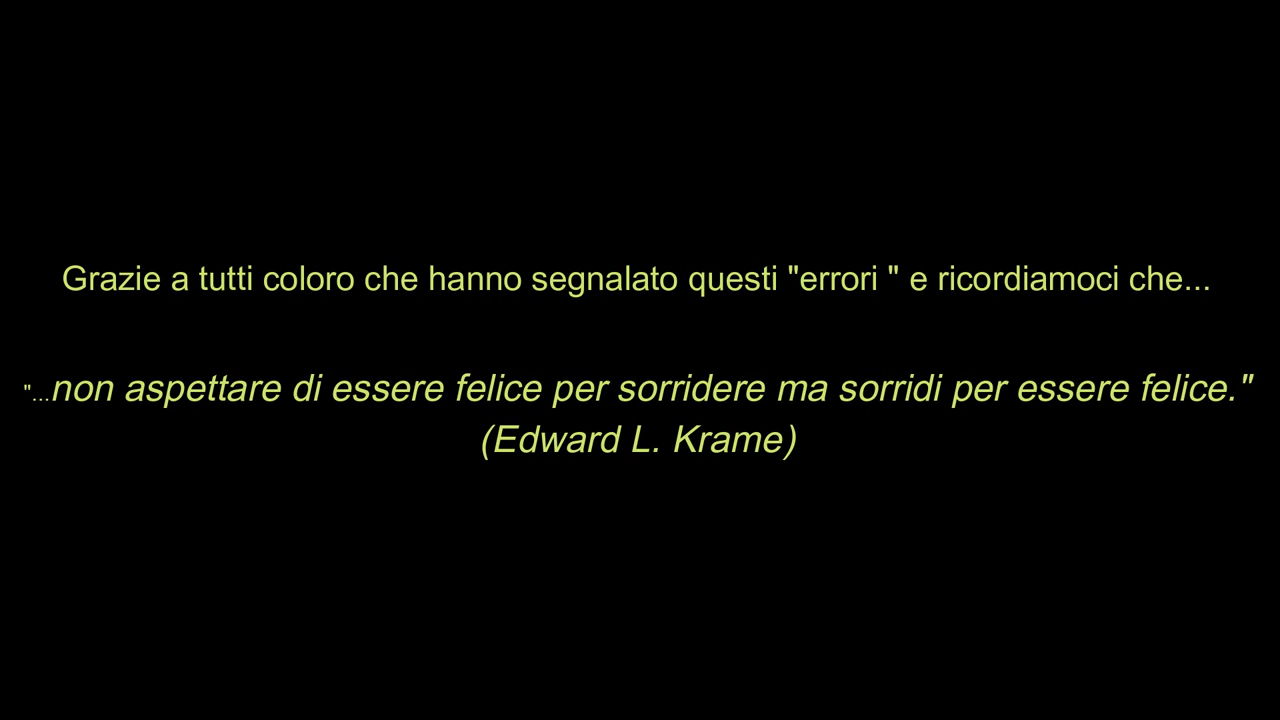 Grazie a tutti coloro che hanno segnalato questi "errori " e ricordiamoci che...
"...non aspettare di essere felice per sorridere ma sorridi per essere felice."
(Edward L. Krame)